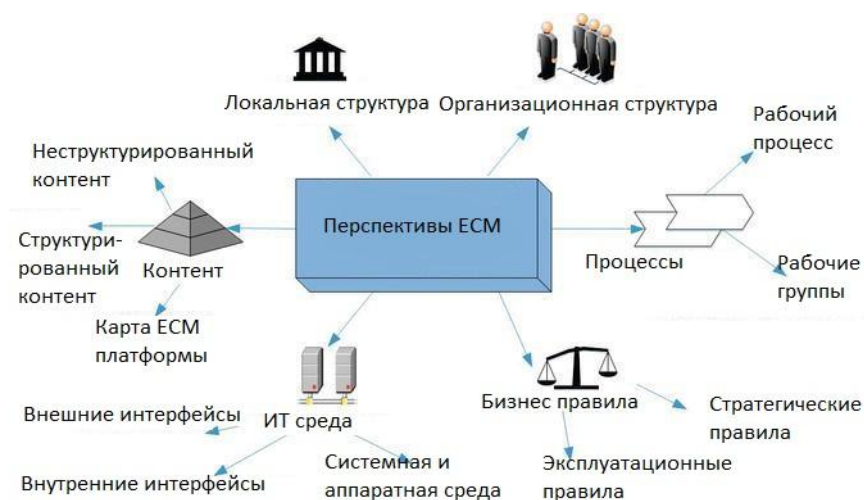 Локальная структура
Организационная структура
Рабочий
процесс
Неструктурированный
контент
Перспективы ECM
Структури-
рованный
контент
Контент
Процессы
Рабочие
группы
Карта ECM
платформы
Внешние интерфейсы
ИТ среда
Бизнес правила
Стратегические
правила
Внутренние интерфейсы
Системная и
аппаратная среда
Эксплуатационные
правила